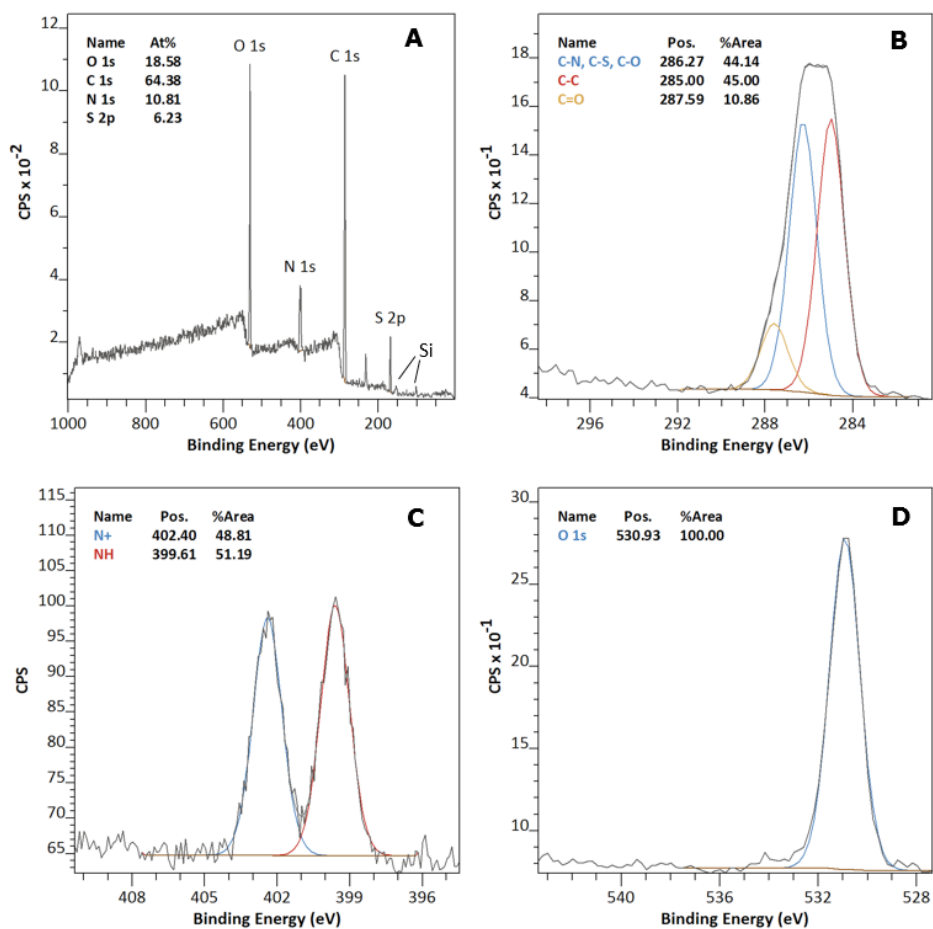 A
Name At%
O 1s 18.58
C 1s 64.38
N 1s 10.81
S 2p 6.23
O 1s
C 1s
N 1s
S 2p
Si
12
10
8
6
4
2
CPS x 10-2
1000 800 600 400 200
Binding Energy (eV)
B
Name Pos. %Area
C-N, C-S, C-O 286.27 44.14
C-C 285.00 45.00
C=O 287.59 10.86
18
16
14
12
10
8
6
4
CPS x 10-1
296 292 288 284
Binding Energy (eV)
C
Name Pos. %Area
N+ 402.40 48.81
NH 399.61 51.19
115
110
105
100
95
90
85
80
75
70
65
CPS
408 405 402 399 396
Binding Energy (eV)
D
Name Pos. %Area
O 1s 530.93 100.00
30
25
20
15
10
CPS x 10-1
540 536 532 528
Binding Energy (eV)